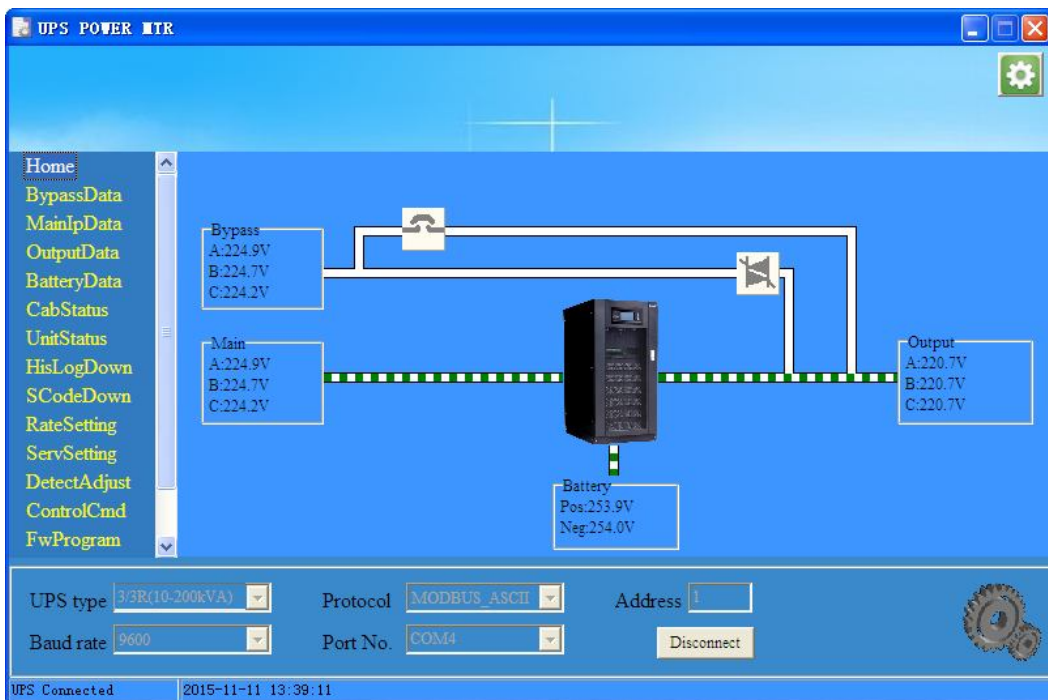 UPS POWER MTR
Home
BypassData
MainIpData
OutputData
BatteryData
CabStatus
UnitStatus
HisLogDown
SCodeDown
RateSetting
ServSetting
DetectAdjust
ControlCmd
FwProgram
Bypass
A:224.9V
B:224.7V
C:224.2V
Main
A:224.9V
B:224.7V
C:224.2V
Output
A:220.7V
B:220.7V
C:220.7V
Battery
Pos:253.9V
Neg:254.0V
UPS type 3/3R(10-200kVA) Protocol MODBUS_ASCII Address 1
Baud rate 9600 Port No. COM4 Disconnect
UPS Connected 2015-11-11 13:39:11